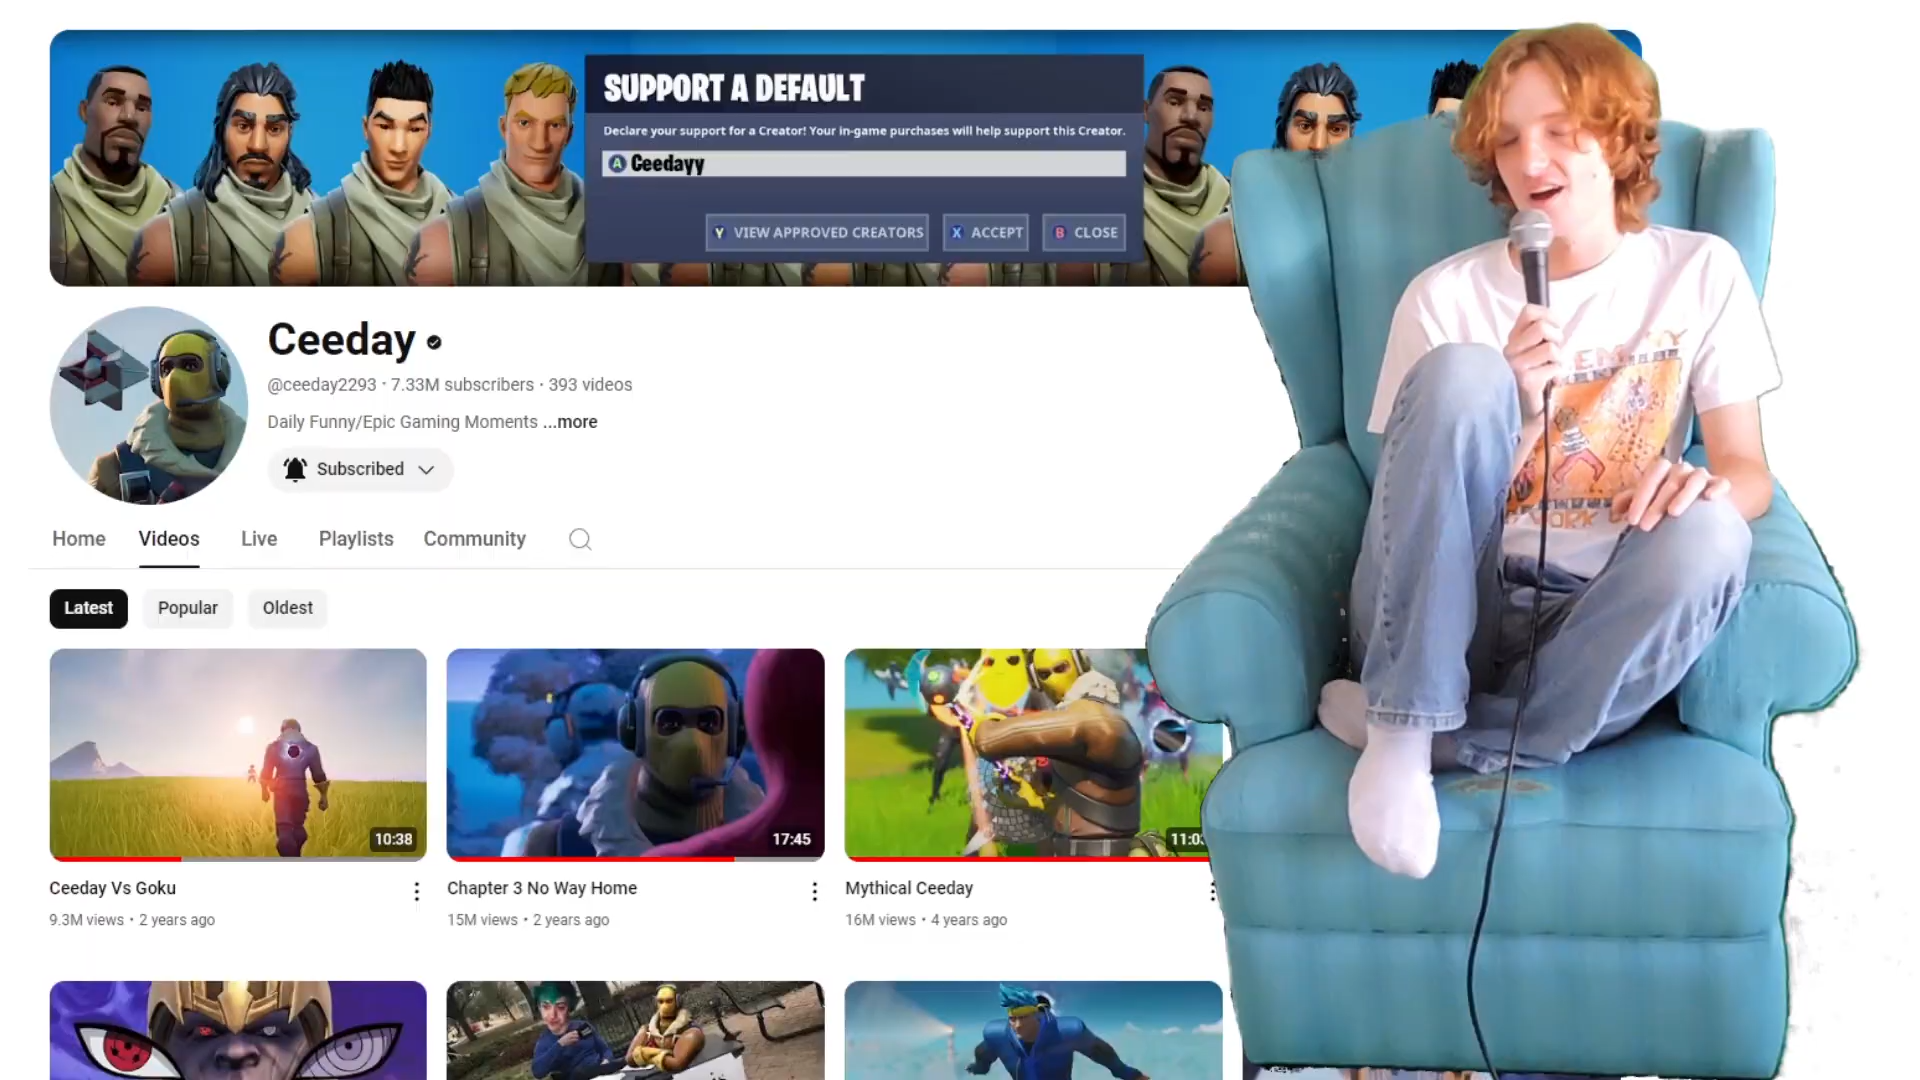 SUPPORT A DEFAULT
Declare your support for a Creator! Your in-game purchases will help support this Creator.
A Ceedayy
Y VIEW APPROVED CREATORS X ACCEPT B CLOSE
Ceeday
@ceeday2293 · 7.33M subscribers · 393 videos
Daily Funny/Epic Gaming Moments ...more
Subscribed
Home Videos Live Playlists Community
Latest Popular Oldest
10:38 17:45
Ceeday Vs Goku Chapter 3 No Way Home Mythical Ceeday
9.3M views • 2 years ago 15M views • 2 years ago 16M views • 4 years ago